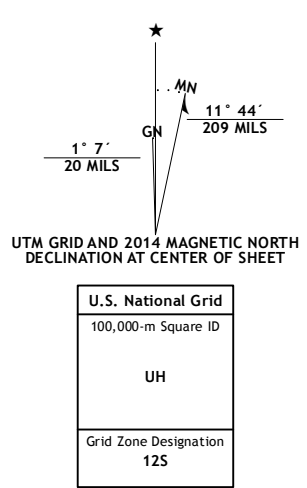 ★
MN
11° 44´
209 MILS
GN
1° 7´
20 MILS
UTM GRID AND 2014 MAGNETIC NORTH
DECLINATION AT CENTER OF SHEET
U.S. National Grid
100,000-m Square ID
UH
Grid Zone Designation
12S